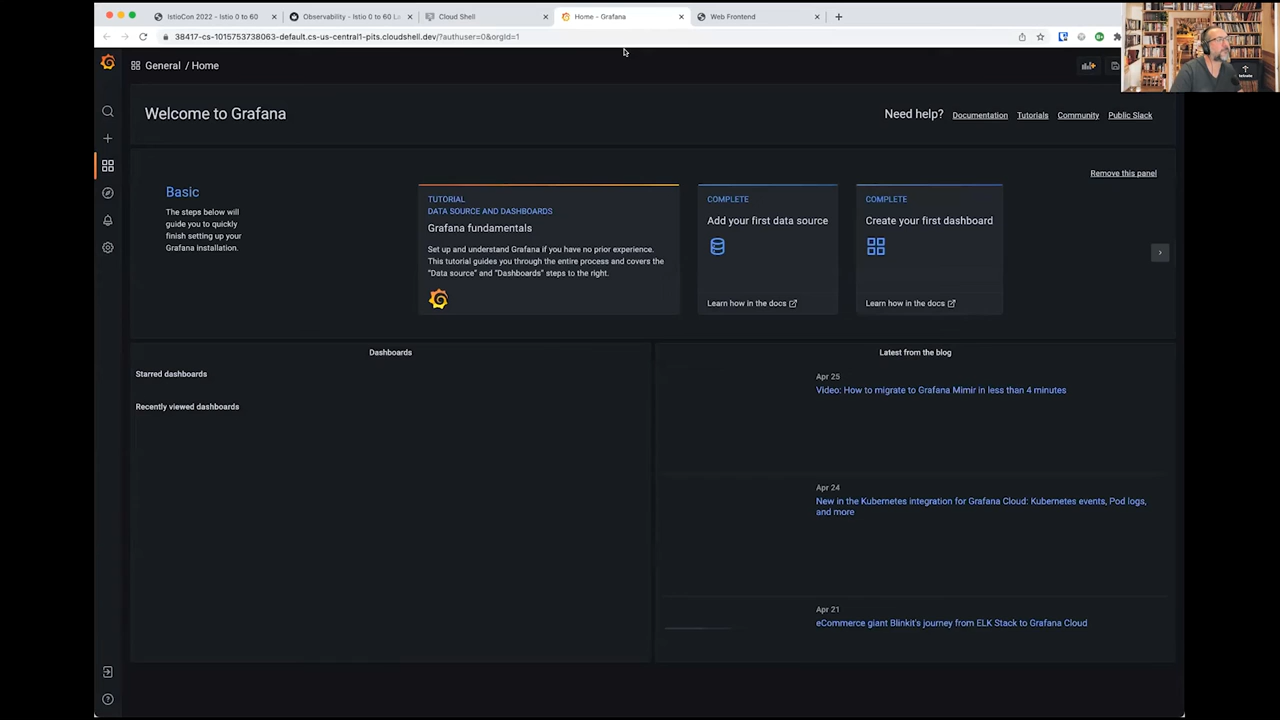 IstioCon 2022 - Istio 0 to 60
Observability - Istio 0 to 60 La
Cloud Shell
Home - Grafana
Web Frontend
38417-cs-1015753738063-default.cs-us-central1-pits.cloudshell.dev/?authuser=0&orgId=1
General / Home
Welcome to Grafana
Need help?
Documentation
Tutorials
Community
Public Slack
Remove this panel
Basic
The steps below will
guide you to quickly
finish setting up your
Grafana installation.
TUTORIAL
DATA SOURCE AND DASHBOARDS
Grafana fundamentals
Set up and understand Grafana if you have no prior experience.
This tutorial guides you through the entire process and covers the
"Data source" and "Dashboards" steps to the right.
COMPLETE
Add your first data source
Learn how in the docs
COMPLETE
Create your first dashboard
Learn how in the docs
Dashboards
Starred dashboards
Recently viewed dashboards
Latest from the blog
Apr 25
Video: How to migrate to Grafana Mimir in less than 4 minutes
Apr 24
New in the Kubernetes integration for Grafana Cloud: Kubernetes events, Pod logs,
and more
Apr 21
eCommerce giant Blinkit's journey from ELK Stack to Grafana Cloud